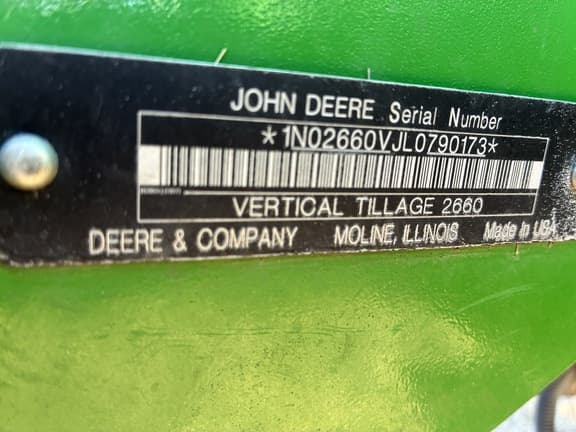 JOHN DEERE Serial Number
*1N02660VJL0790173*
VERTICAL TILLAGE 2660
DEERE & COMPANY MOLINE, ILLINOIS Made In USA